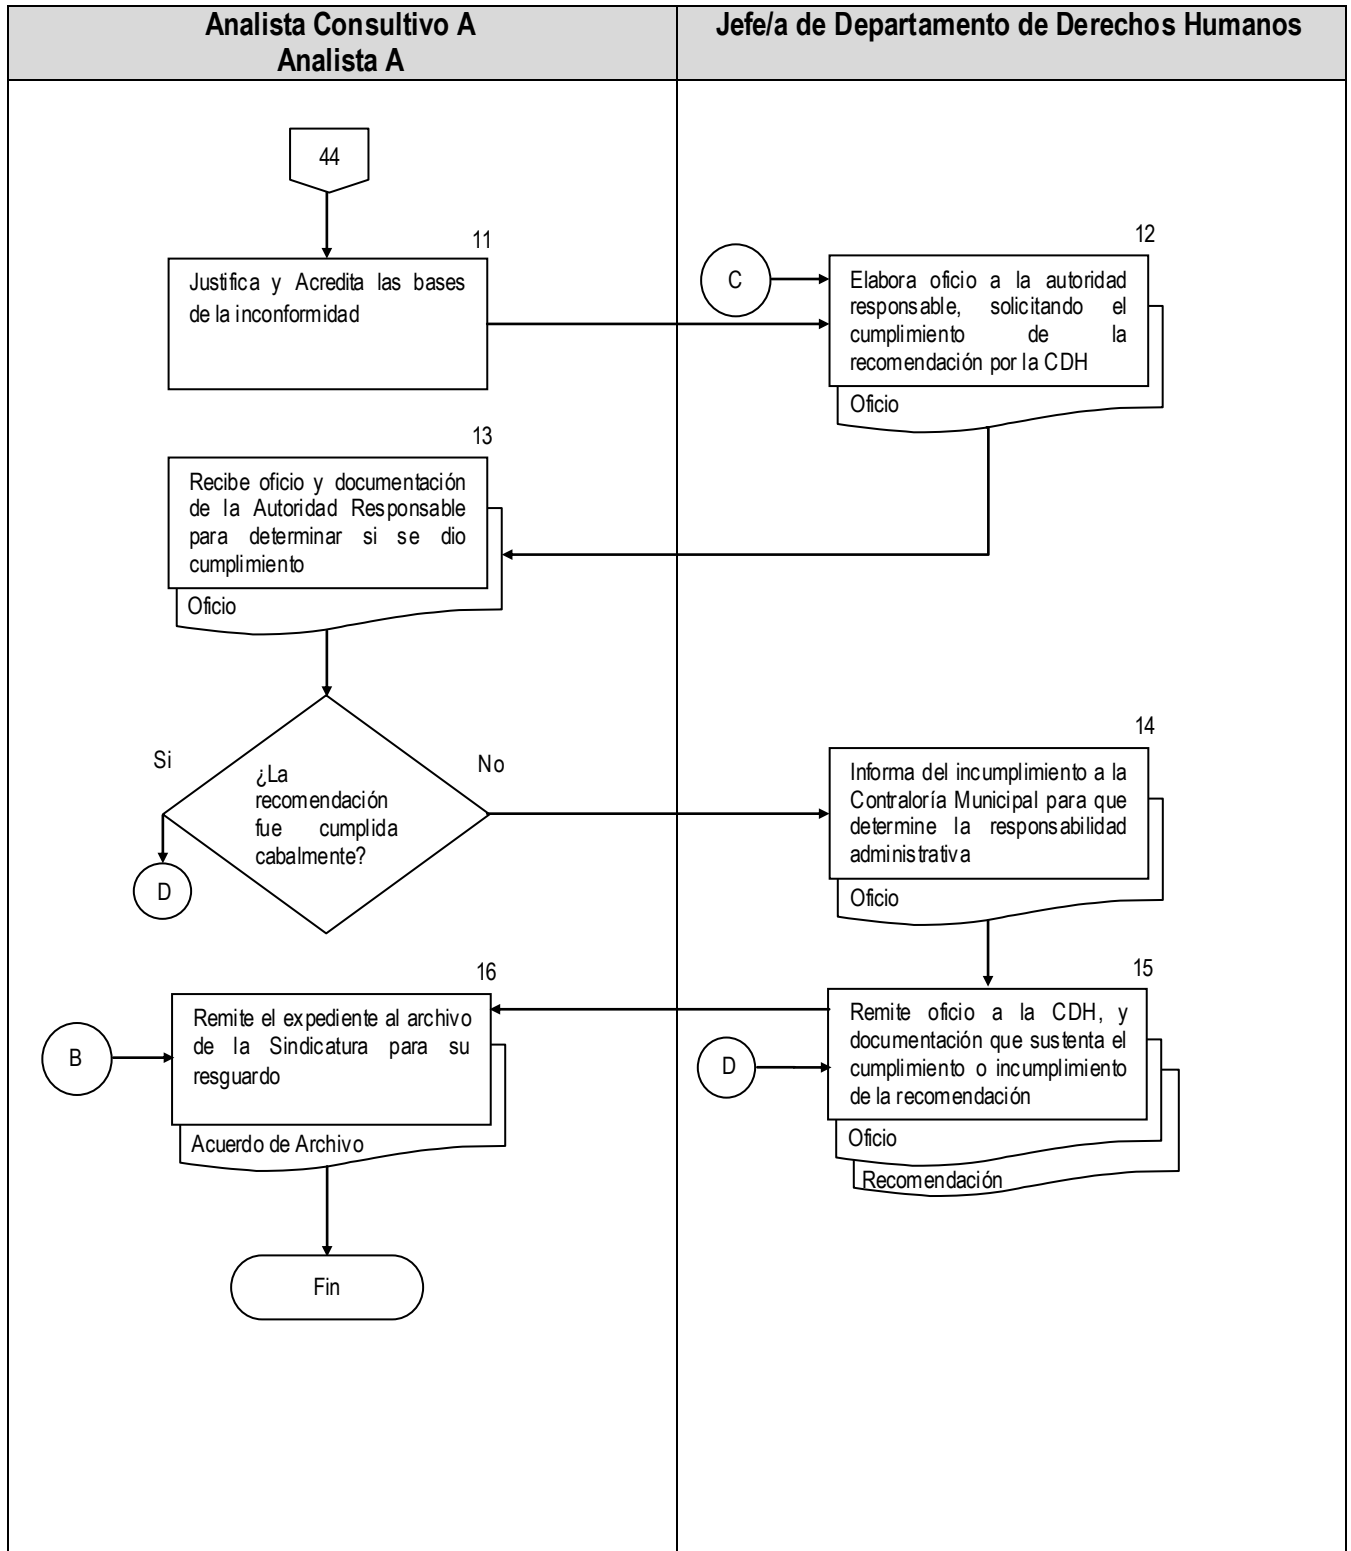 Analista Consultivo A
Analista A
Jefe/a de Departamento de Derechos Humanos
44
11
Justifica y Acredita las bases
de la inconformidad
12
C
Elabora oficio a la autoridad
responsable, solicitando el
cumplimiento de la
recomendación por la CDH
Oficio
13
Recibe oficio y documentación
de la Autoridad Responsable
para determinar si se dio
cumplimiento
Oficio
Si
No
¿La
recomendación
fue cumplida
cabalmente?
D
14
Informa del incumplimiento a la
Contraloría Municipal para que
determine la responsabilidad
administrativa
Oficio
15
D
Remite oficio a la CDH, y
documentación que sustenta el
cumplimiento o incumplimiento
de la recomendación
Oficio
Recomendación
16
B
Remite el expediente al archivo
de la Sindicatura para su
resguardo
Acuerdo de Archivo
Fin